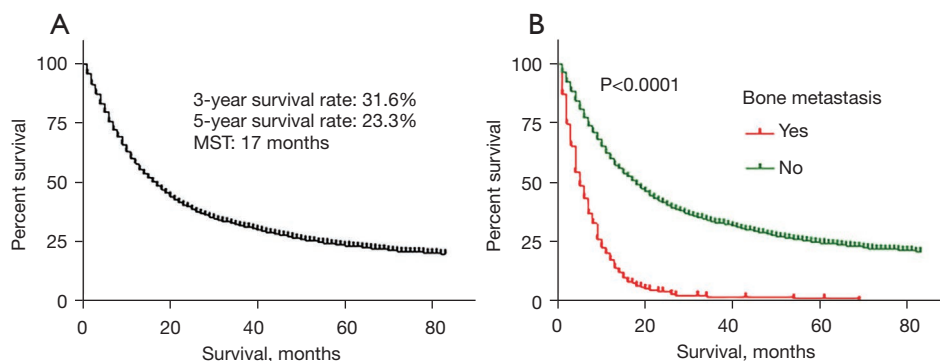 A
Percent survival
100
75
50
25
0
3-year survival rate: 31.6%
5-year survival rate: 23.3%
MST: 17 months
0 20 40 60 80
Survival, months
B
Percent survival
100
75
50
25
0
P<0.0001
Bone metastasis
Yes
No
0 20 40 60 80
Survival, months